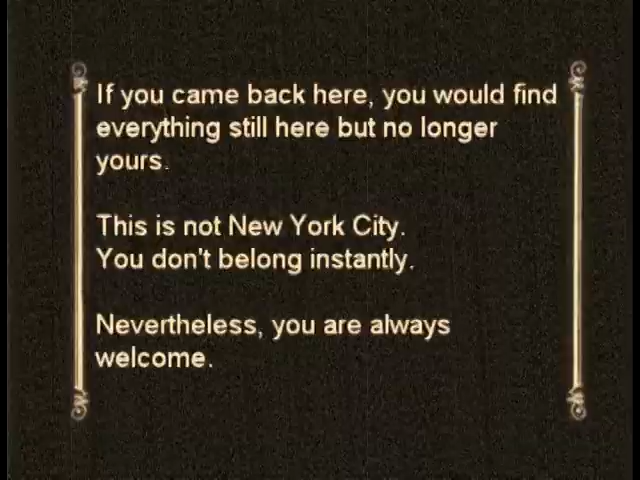 If you came back here, you would find
everything still here but no longer
yours.
This is not New York City.
You don't belong instantly.
Nevertheless, you are always
welcome.